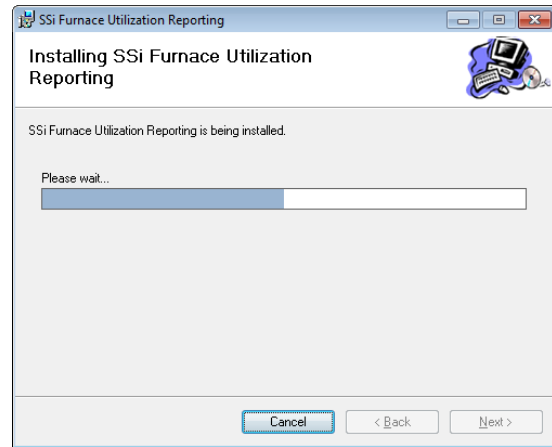 SSi Furnace Utilization Reporting
Installing SSi Furnace Utilization
Reporting
SSi Furnace Utilization Reporting is being installed.
Please wait...
Cancel
< Back
Next >